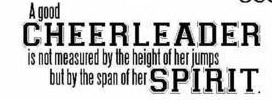 A good
CHEERLEADER
is not measured by the height of her jumps
but by the span of her SPIRIT.